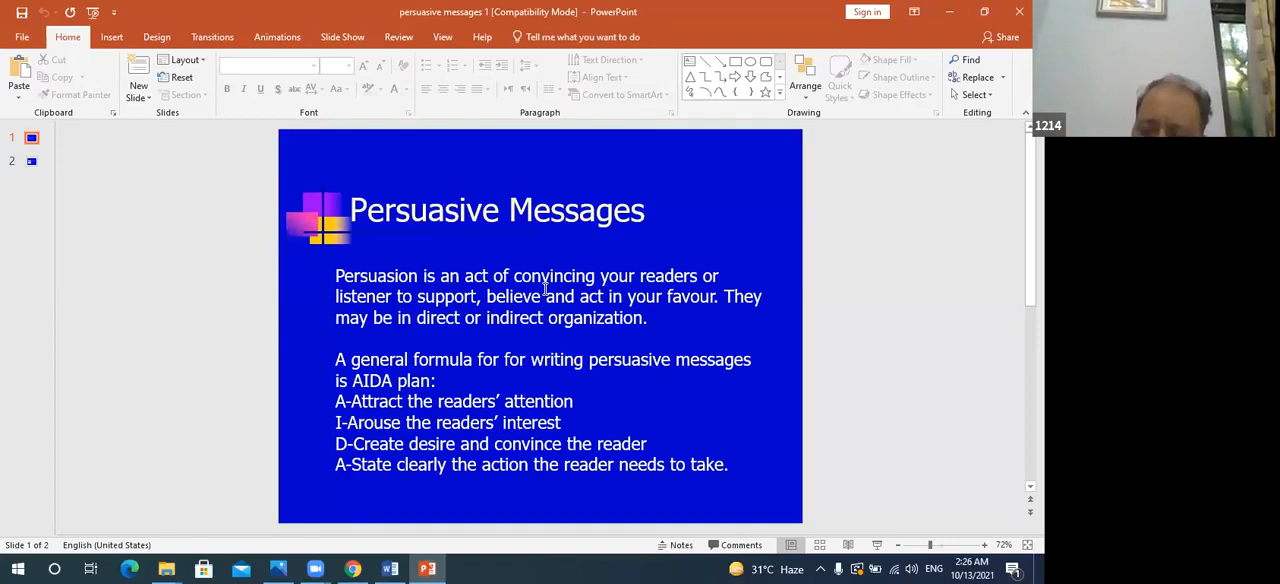 persuasive messages 1 [Compatibility Mode] - PowerPoint
Sign in
File Home Insert Design Transitions Animations Slide Show Review View Help Tell me what you want to do Share
Paste
Cut
Copy
Format Painter
Clipboard
New Slide
Layout
Reset
Section
Slides
B I U S abc AV Aa A
Font
Text Direction
Align Text
Convert to SmartArt
Paragraph
Arrange
Quick Styles
Shape Fill
Shape Outline
Shape Effects
Drawing
Find
Replace
Select
Editing
1214
1
2
Persuasive Messages
Persuasion is an act of convincing your readers or
listener to support, believe and act in your favour. They
may be in direct or indirect organization.
A general formula for for writing persuasive messages
is AIDA plan:
A-Attract the readers’ attention
I-Arouse the readers’ interest
D-Create desire and convince the reader
A-State clearly the action the reader needs to take.
Slide 1 of 2 English (United States) Notes Comments 72%
31°C Haze ENG 2:26 AM
10/13/2021
1